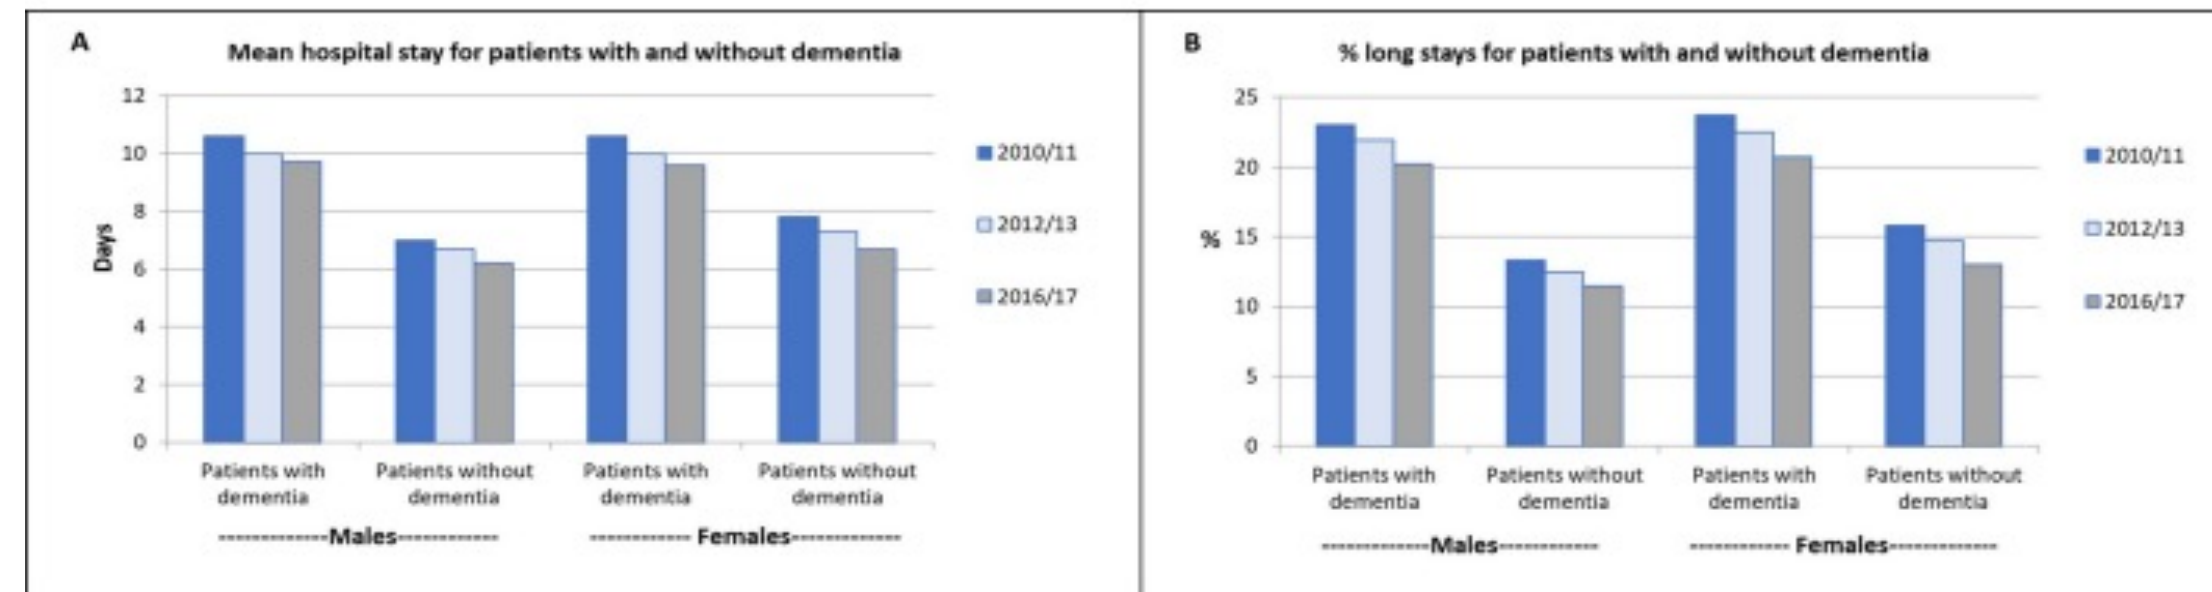 A
Mean hospital stay for patients with and without dementia
12
10
8
6
4
2
0
Days
Patients with
dementia
Patients without
dementia
Patients with
dementia
Patients without
dementia
-------------Males------------
------------ Females-------------
2010/11
2012/13
2016/17
B
% long stays for patients with and without dementia
25
20
15
10
5
0
%
Patients with
dementia
Patients without
dementia
Patients with
dementia
Patients without
dementia
-------------Males------------
------------ Females-------------
2010/11
2012/13
2016/17